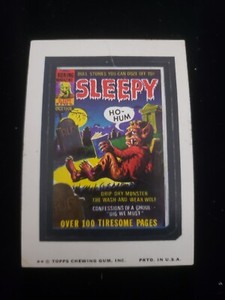 DULL STORIES YOU CAN DOZE OFF TO!
SLEEPY
HO-
HUM
DRIP DRY MONSTER
THE WASH AND WEAR WOLF
CONFESSIONS OF A GHOUL
"DIG WE MUST"
OVER 100 TIRESOME PAGES
© TOPPS CHEWING GUM, INC.
PRTD. IN U.S.A.